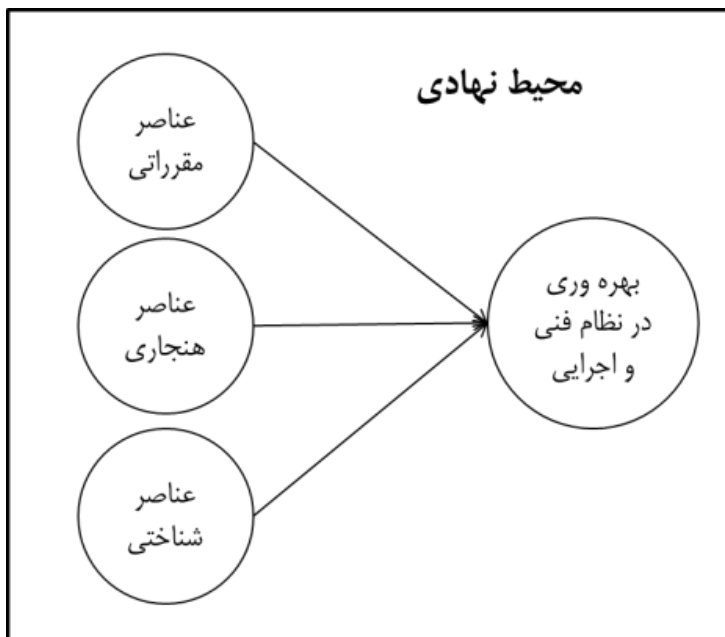 محیط نهادی
عناصر
مقرراتی
عناصر
هنجاری
عناصر
شناختی
بهره وری
در نظام فنی
و اجرایی